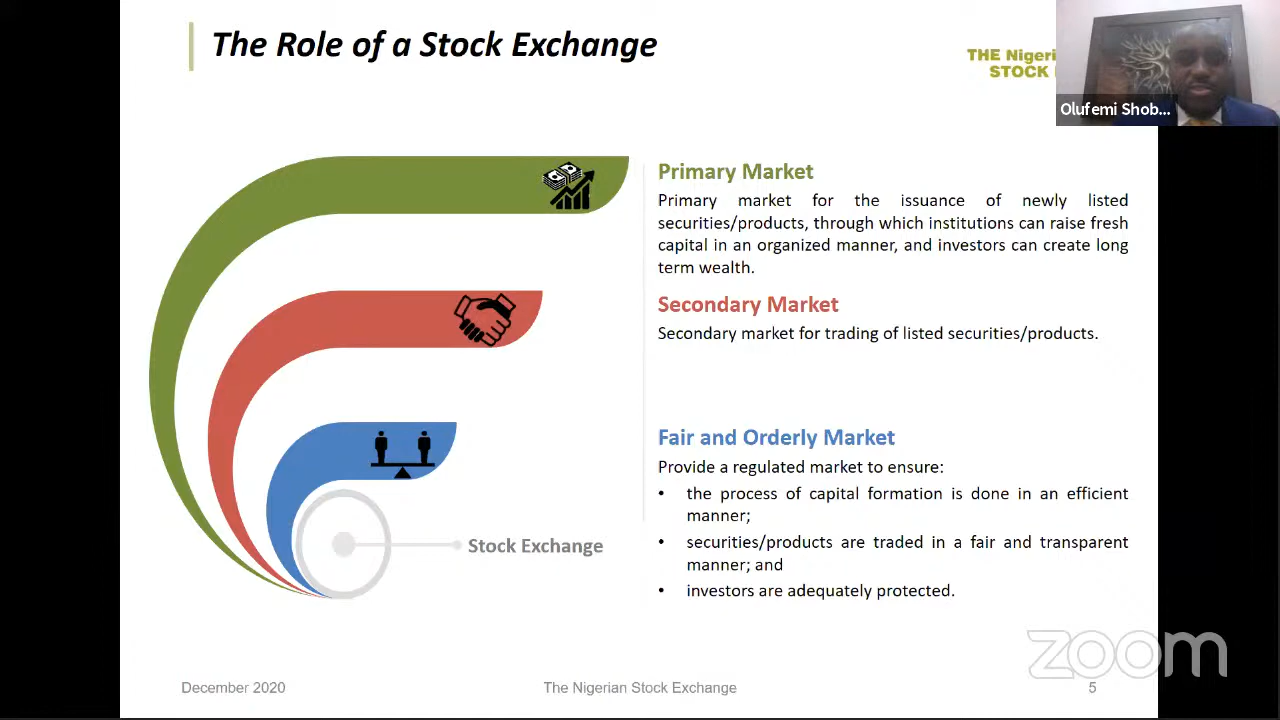 The Role of a Stock Exchange
THE Nigeri
STOCK
Olufemi Shob...
Primary Market
Primary market for the issuance of newly listed
securities/products, through which institutions can raise fresh
capital in an organized manner, and investors can create long
term wealth.
Secondary Market
Secondary market for trading of listed securities/products.
Fair and Orderly Market
Provide a regulated market to ensure:
• the process of capital formation is done in an efficient
manner;
• securities/products are traded in a fair and transparent
manner; and
• investors are adequately protected.
Stock Exchange
zoom
December 2020
The Nigerian Stock Exchange
5